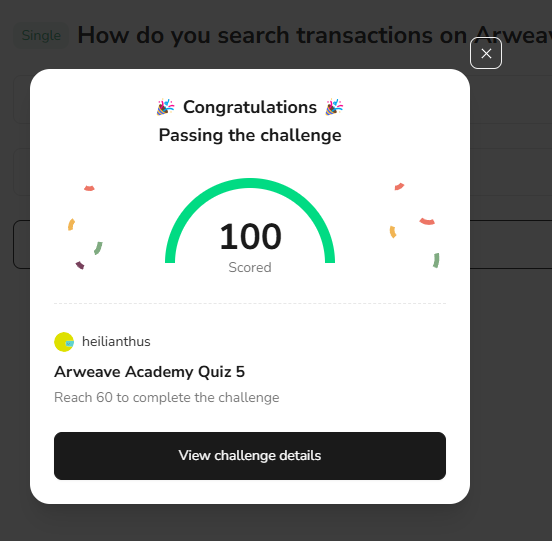 Single How do you search transactions on Arweav
Congratulations
Passing the challenge
100
Scored
heilianthus
Arweave Academy Quiz 5
Reach 60 to complete the challenge
View challenge details